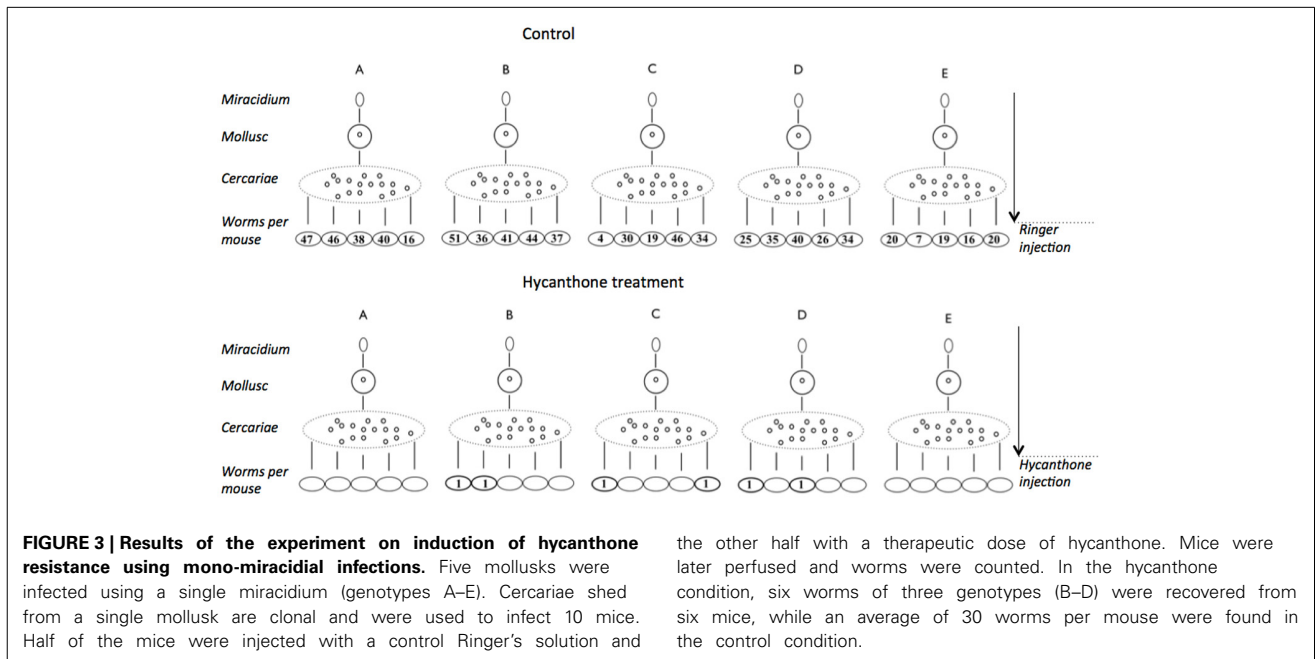 Control
A B C D E
Miracidium
Mollusc
Cercariae
Worms per
mouse
47 46 38 40 16 51 36 41 44 37 4 30 19 46 34 25 35 40 26 34 20 7 19 16 20
Ringer
injection
Hycanthone treatment
A B C D E
Miracidium
Mollusc
Cercariae
Worms per
mouse
1 1 1 1 1 1
Hycanthone
injection
FIGURE 3 | Results of the experiment on induction of hycanthone
resistance using mono-miracidial infections. Five mollusks were
infected using a single miracidium (genotypes A–E). Cercariae shed
from a single mollusk are clonal and were used to infect 10 mice.
Half of the mice were injected with a control Ringer's solution and
the other half with a therapeutic dose of hycanthone. Mice were
later perfused and worms were counted. In the hycanthone
condition, six worms of three genotypes (B–D) were recovered from
six mice, while an average of 30 worms per mouse were found in
the control condition.